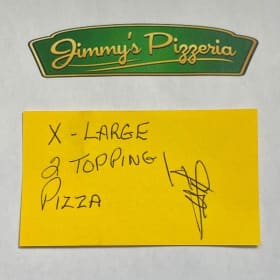 Jimmy's Pizzeria
X - LARGE
2 TOPPING
PIZZA